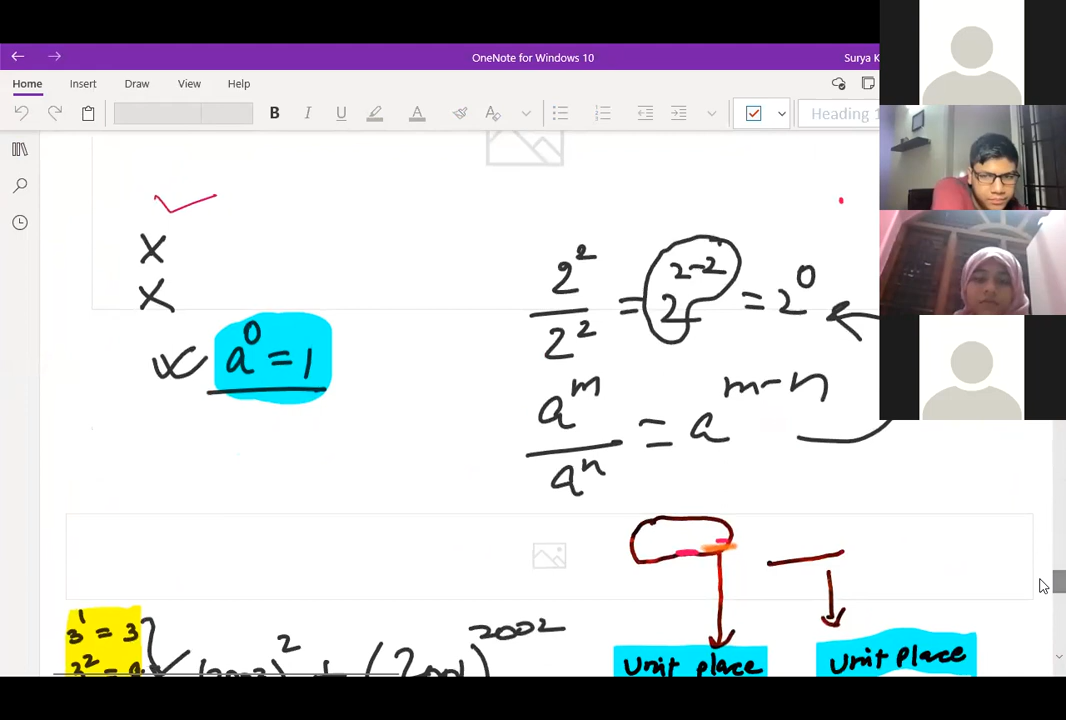 OneNote for Windows 10
Surya K
Home Insert Draw View Help
B I U A Heading 1
X
X
a⁰ = 1
2²/2² = 2²⁻² = 2⁰
aᵐ/aⁿ = aᵐ⁻ⁿ
3¹ = 3
3² =
Unit place
Unit place